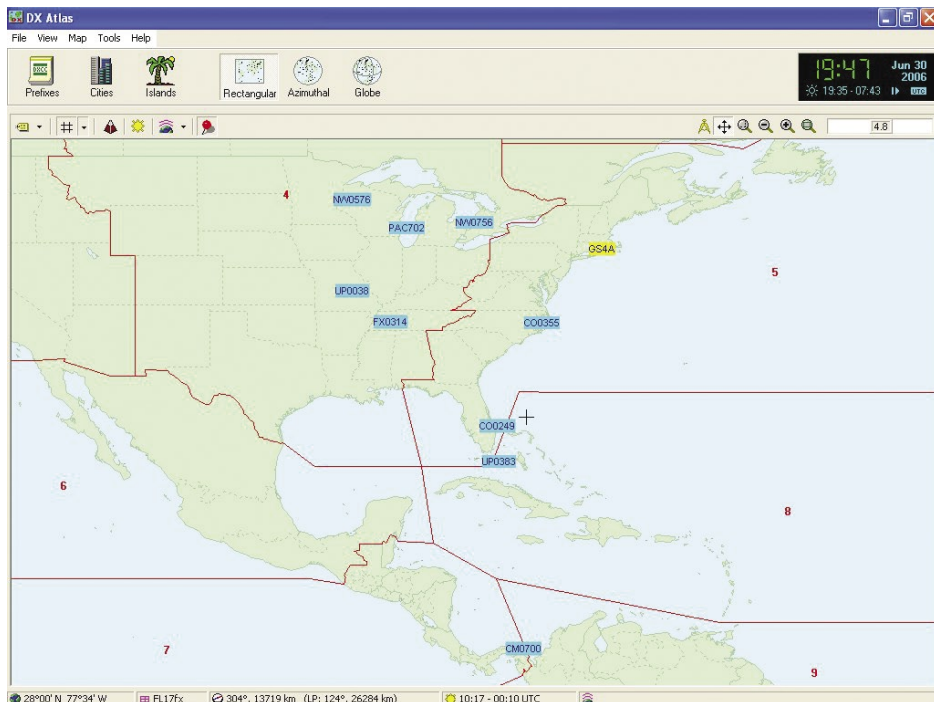 DX Atlas
File View Map Tools Help
Prefixes Cities Islands Rectangular Azimuthal Globe
19:47 Jun 30 2006
19:35 - 07:43 UTC
4.8
4
NW0576
PAC702
NW0756
GS4A
5
UP0038
FX0314
CO0355
CO0249
UP0383
6
8
CM0700
7
9
28°00' N 77°34' W FL17fx 304°, 13719 km (LP: 124°, 26284 km) 10:17 - 00:10 UTC